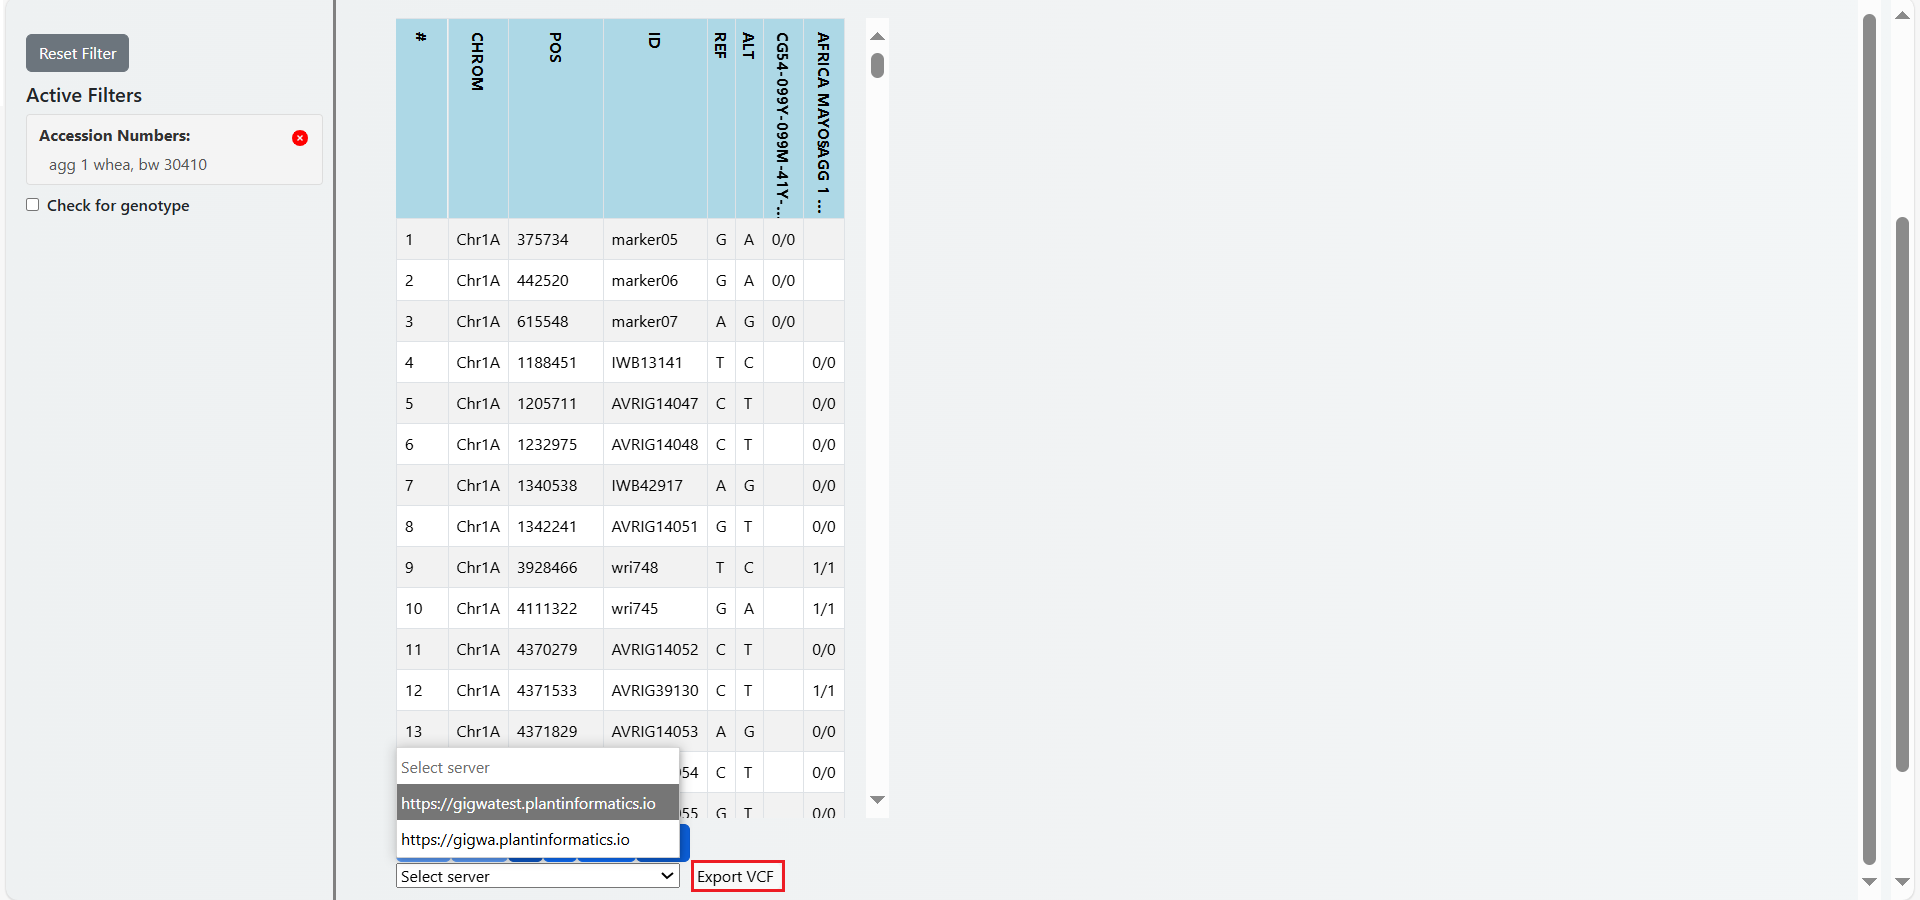 Reset Filter
Active Filters
Accession Numbers:
agg 1 whea, bw 30410
Check for genotype
# CHROM POS ID REF ALT CG54-099Y-099M-41Y-... AFRICA MAYO§AGG 1 ...
1 Chr1A 375734 marker05 G A 0/0
2 Chr1A 442520 marker06 G A 0/0
3 Chr1A 615548 marker07 A G 0/0
4 Chr1A 1188451 IWB13141 T C 0/0
5 Chr1A 1205711 AVRIG14047 C T 0/0
6 Chr1A 1232975 AVRIG14048 C T 0/0
7 Chr1A 1340538 IWB42917 A G 0/0
8 Chr1A 1342241 AVRIG14051 G T 0/0
9 Chr1A 3928466 wri748 T C 1/1
10 Chr1A 4111322 wri745 G A 1/1
11 Chr1A 4370279 AVRIG14052 C T 0/0
12 Chr1A 4371533 AVRIG39130 C T 1/1
13 Chr1A 4371829 AVRIG14053 A G 0/0
54 C T 0/0
55 G T 0/0
Select server
https://gigwatest.plantinformatics.io
https://gigwa.plantinformatics.io
Select server
Export VCF